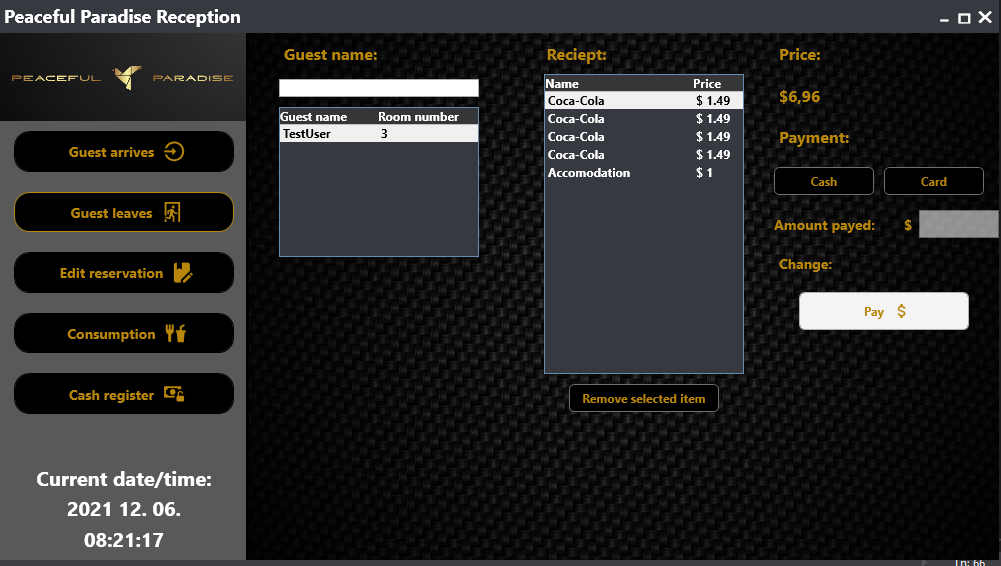 Peaceful Paradise Reception
PEACEFUL PARADISE
Guest arrives
Guest leaves
Edit reservation
Consumption
Cash register
Current date/time:
2021 12. 06.
08:21:17
Guest name:
Guest name Room number
TestUser 3
Reciept:
Name Price
Coca-Cola $ 1.49
Coca-Cola $ 1.49
Coca-Cola $ 1.49
Coca-Cola $ 1.49
Accomodation $ 1
Remove selected item
Price:
$6,96
Payment:
Cash Card
Amount payed: $
Change:
Pay $